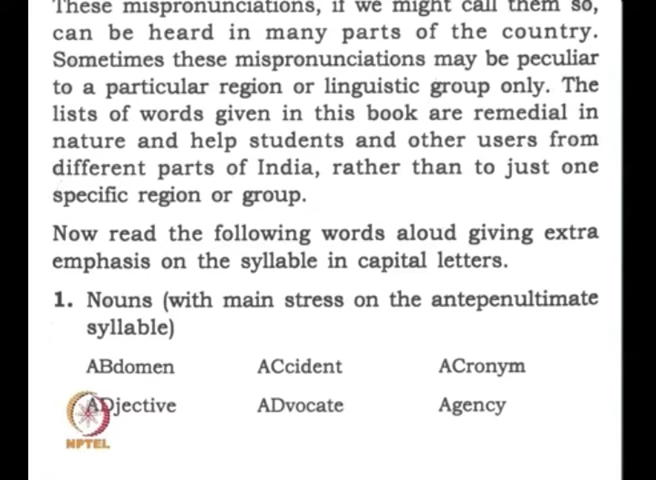 These mispronunciations, if we might call them so,
can be heard in many parts of the country.
Sometimes these mispronunciations may be peculiar
to a particular region or linguistic group only. The
lists of words given in this book are remedial in
nature and help students and other users from
different parts of India, rather than to just one
specific region or group.
Now read the following words aloud giving extra
emphasis on the syllable in capital letters.
1. Nouns (with main stress on the antepenultimate
syllable)
ABdomen ACcident ACronym
ADjective ADvocate Agency
NPTEL